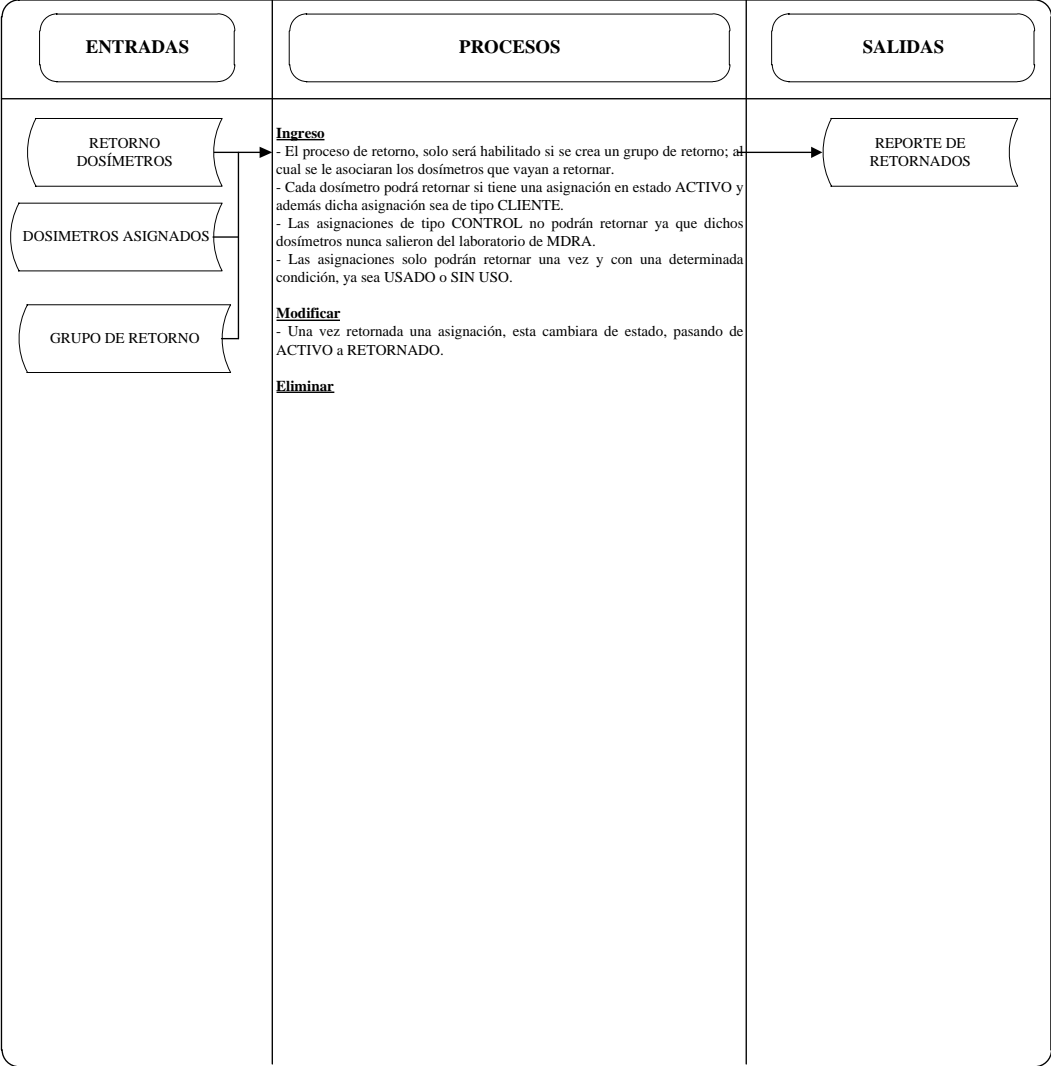 ENTRADAS
PROCESOS
SALIDAS
RETORNO
DOSÍMETROS
DOSIMETROS ASIGNADOS
GRUPO DE RETORNO
Ingreso
- El proceso de retorno, solo será habilitado si se crea un grupo de retorno; al
cual se le asociaran los dosímetros que vayan a retornar.
- Cada dosímetro podrá retornar si tiene una asignación en estado ACTIVO y
además dicha asignación sea de tipo CLIENTE.
- Las asignaciones de tipo CONTROL no podrán retornar ya que dichos
dosímetros nunca salieron del laboratorio de MDRA.
- Las asignaciones solo podrán retornar una vez y con una determinada
condición, ya sea USADO o SIN USO.
Modificar
- Una vez retornada una asignación, esta cambiara de estado, pasando de
ACTIVO a RETORNADO.
Eliminar
REPORTE DE
RETORNADOS